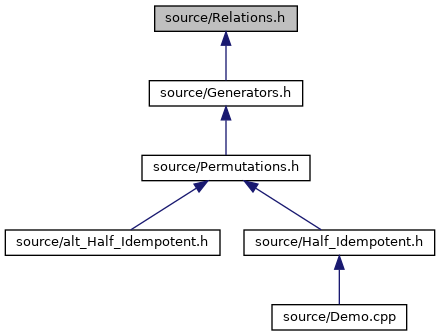 source/Relations.h
source/Generators.h
source/Permutations.h
source/alt_Half_Idempotent.h
source/Half_Idempotent.h
source/Demo.cpp